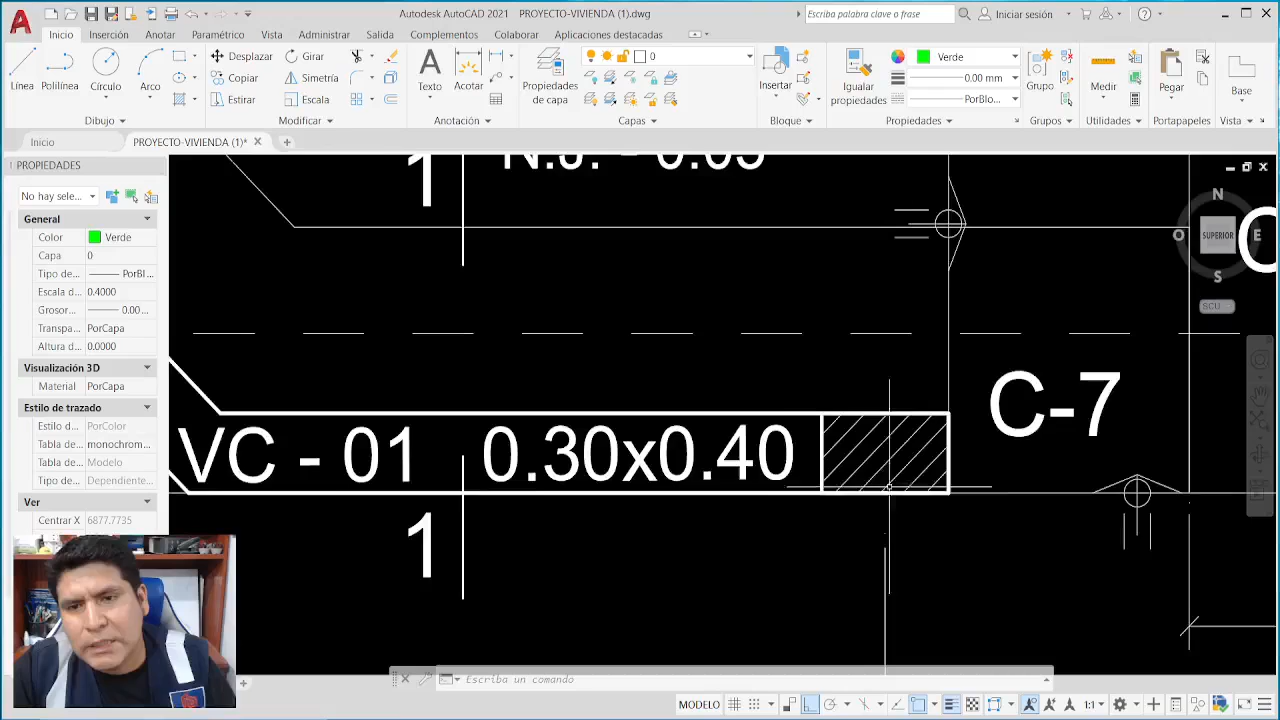 Autodesk AutoCAD 2021 PROYECTO-VIVIENDA (1).dwg
Escriba palabra clave o frase
Iniciar sesión
Inicio Inserción Anotar Paramétrico Vista Administrar Salida Complementos Colaborar Aplicaciones destacadas
Línea
Polilínea
Círculo
Arco
Desplazar
Copiar
Estirar
Girar
Simetría
Escala
Texto
Acotar
Propiedades
de capa
0
Insertar
Igualar
propiedades
Verde
0.00 mm
PorBlo...
Grupo
Medir
Pegar
Base
Dibujo
Modificar
Anotación
Capas
Bloque
Propiedades
Grupos
Utilidades
Portapapeles
Vista
Inicio
PROYECTO-VIVIENDA (1)*
PROPIEDADES
No hay sele...
General
Color Verde
Capa 0
Tipo de... PorBl...
Escala d... 0.4000
Grosor... 0.00...
Transpa... PorCapa
Altura d... 0.0000
Visualización 3D
Material PorCapa
Estilo de trazado
Estilo d... PorColor
Tabla de... monochrom...
Tabla d... Modelo
Tipo de... Dependiente...
Ver
Centrar X 6877.7735
1
N.J. - 0.05
N
O
SUPERIOR
E
S
SCU
C-7
VC - 01 0.30x0.40
1
Escriba un comando
MODELO
1:1